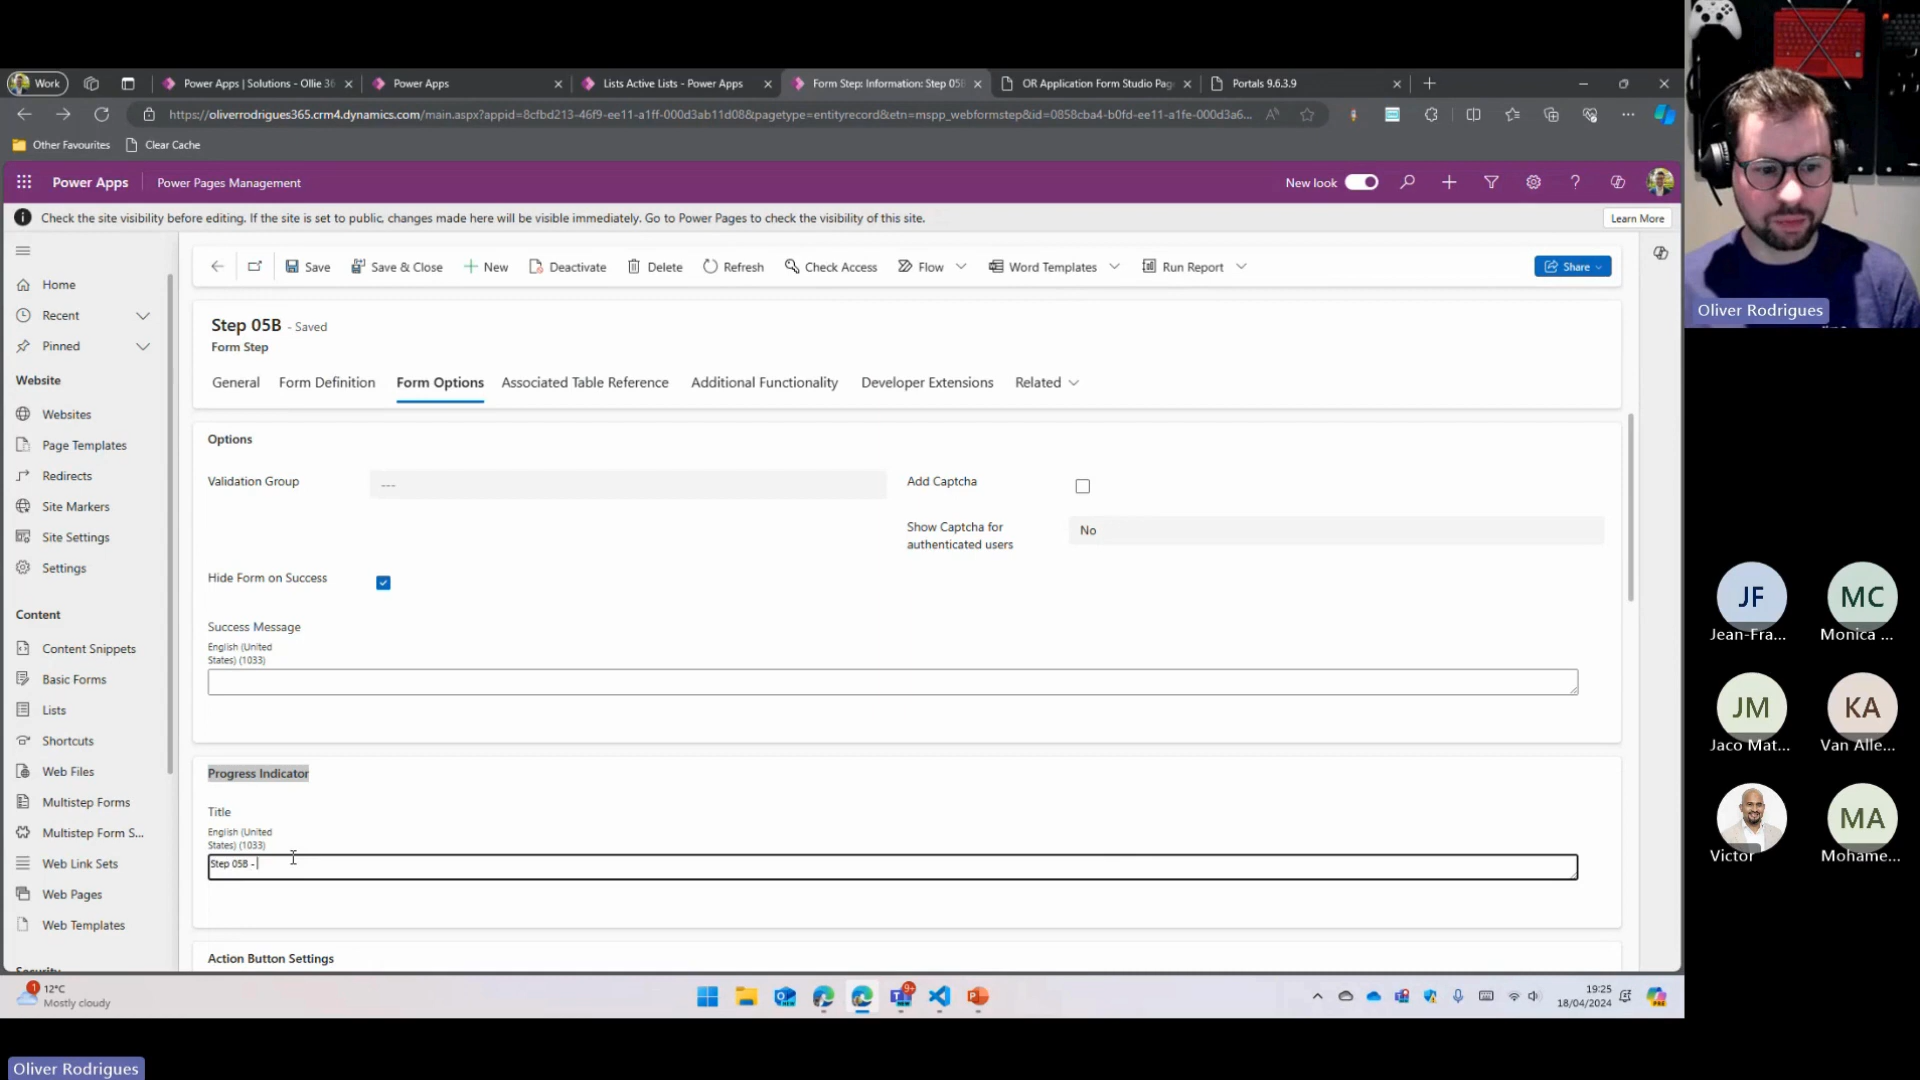 Work
Power Apps | Solutions - Ollie 36
Power Apps
Lists Active Lists - Power Apps
Form Step: Information: Step 05B
OR Application Form Studio Pag
Portals 9.6.3.9
https://oliverrodrigues365.crm4.dynamics.com/main.aspx?appid=8cfbd213-46f9-ee11-a1ff-000d3ab11d08&pagetype=entityrecord&etn=mspp_webformstep&id=0858cba4-b0fd-ee11-a1fe-000d3a6...
Other Favourites
Clear Cache
Power Apps
Power Pages Management
New look
Check the site visibility before editing. If the site is set to public, changes made here will be visible immediately. Go to Power Pages to check the visibility of this site.
Learn More
Save
Save & Close
New
Deactivate
Delete
Refresh
Check Access
Flow
Word Templates
Run Report
Share
Home
Recent
Pinned
Website
Websites
Page Templates
Redirects
Site Markers
Site Settings
Settings
Content
Content Snippets
Basic Forms
Lists
Shortcuts
Web Files
Multistep Forms
Multistep Form S...
Web Link Sets
Web Pages
Web Templates
Security
Step 05B - Saved
Form Step
General
Form Definition
Form Options
Associated Table Reference
Additional Functionality
Developer Extensions
Related
Options
Validation Group
---
Add Captcha
Show Captcha for
authenticated users
No
Hide Form on Success
Success Message
English (United
States) (1033)
Progress Indicator
Title
English (United
States) (1033)
Step 05B -
Action Button Settings
1
12°C
Mostly cloudy
9+
19:25
18/04/2024
PRE
Oliver Rodrigues
JF
Jean-Fra...
MC
Monica ...
JM
Jaco Mat...
KA
Van Alle...
Victor
MA
Mohame...
Oliver Rodrigues